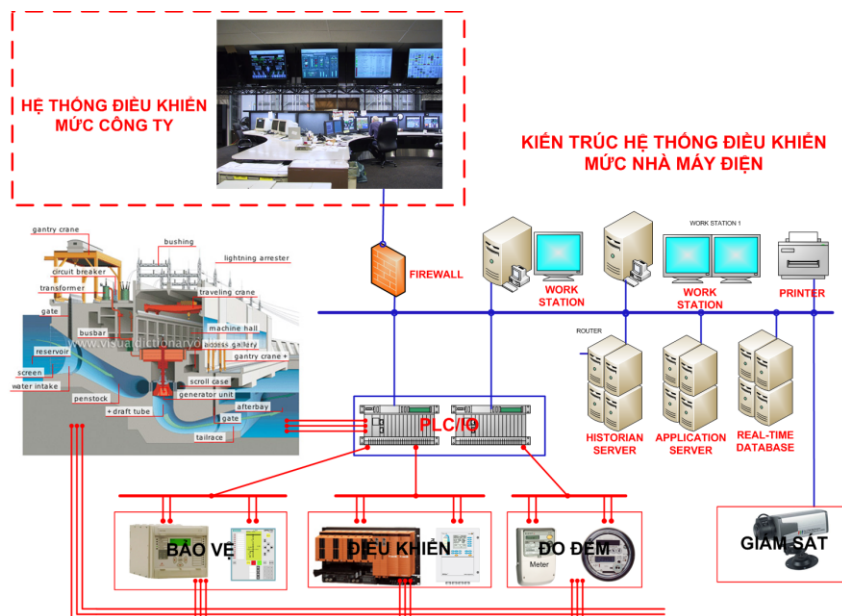 HỆ THỐNG ĐIỀU KHIỂN
MỨC CÔNG TY
KIẾN TRÚC HỆ THỐNG ĐIỀU KHIỂN
MỨC NHÀ MÁY ĐIỆN
gantry crane
bushing
lightning arrester
circuit breaker
transformer
traveling crane
gate
machine hall
busbar
access gallery
gantry crane +
reservoir
screen
water intake
scroll case
generator unit
penstock
+ draft tube
afterbay
gate
tailrace
FIREWALL
WORK
STATION
WORK STATION 1
WORK
STATION
PRINTER
ROUTER
HISTORIAN
SERVER
APPLICATION
SERVER
REAL-TIME
DATABASE
PLC/IO
BẢO VỆ
ĐIỀU KHIỂN
ĐO ĐẾM
Meter
GIÁM SÁT